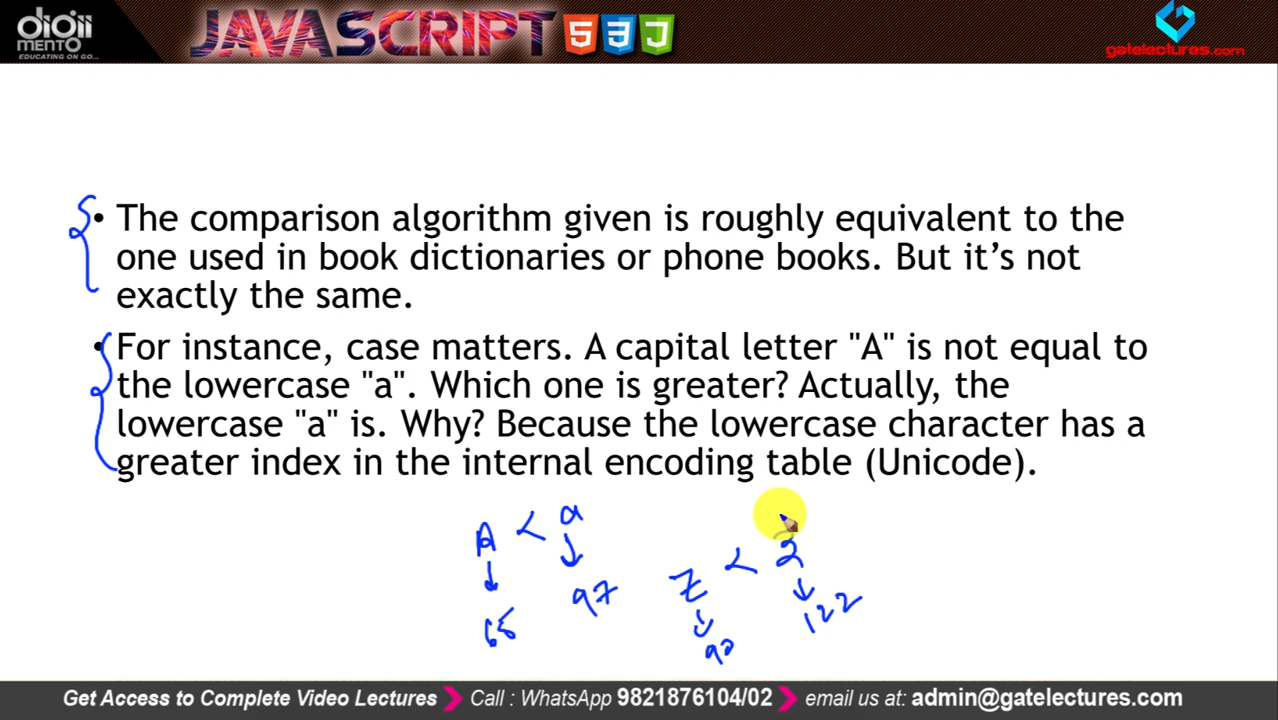 didii
MENTO
EDUCATING ON GO...
JAVASCRIPT
5 3 J
gatelectures.com
• The comparison algorithm given is roughly equivalent to the
one used in book dictionaries or phone books. But it’s not
exactly the same.
• For instance, case matters. A capital letter "A" is not equal to
the lowercase "a". Which one is greater? Actually, the
lowercase "a" is. Why? Because the lowercase character has a
greater index in the internal encoding table (Unicode).
A < a
65 97
Z < z
90 122
Get Access to Complete Video Lectures Call : WhatsApp 9821876104/02 email us at: admin@gatelectures.com